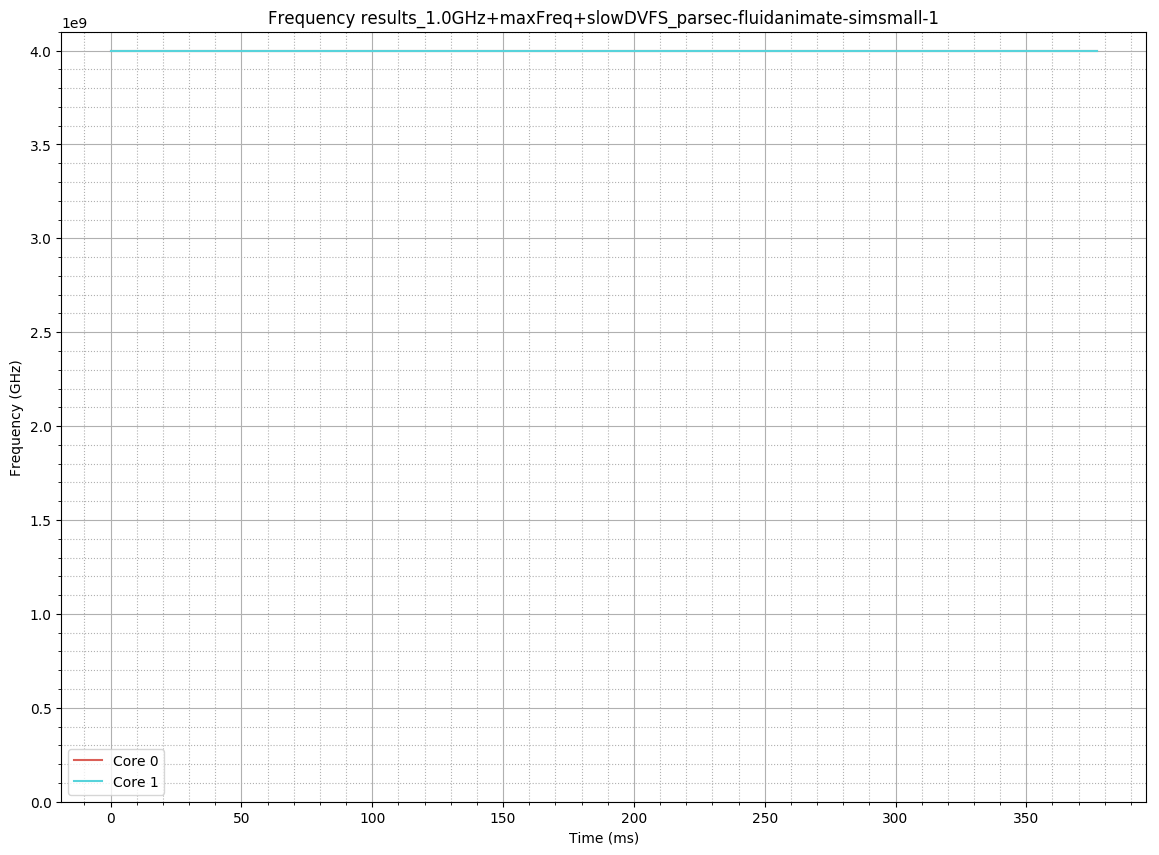 Frequency results_1.0GHz+maxFreq+slowDVFS_parsec-fluidanimate-simsmall-1
1e9
4.0
3.5
3.0
2.5
2.0
1.5
1.0
0.5
0.0
Frequency (GHz)
Core 0
Core 1
0 50 100 150 200 250 300 350
Time (ms)